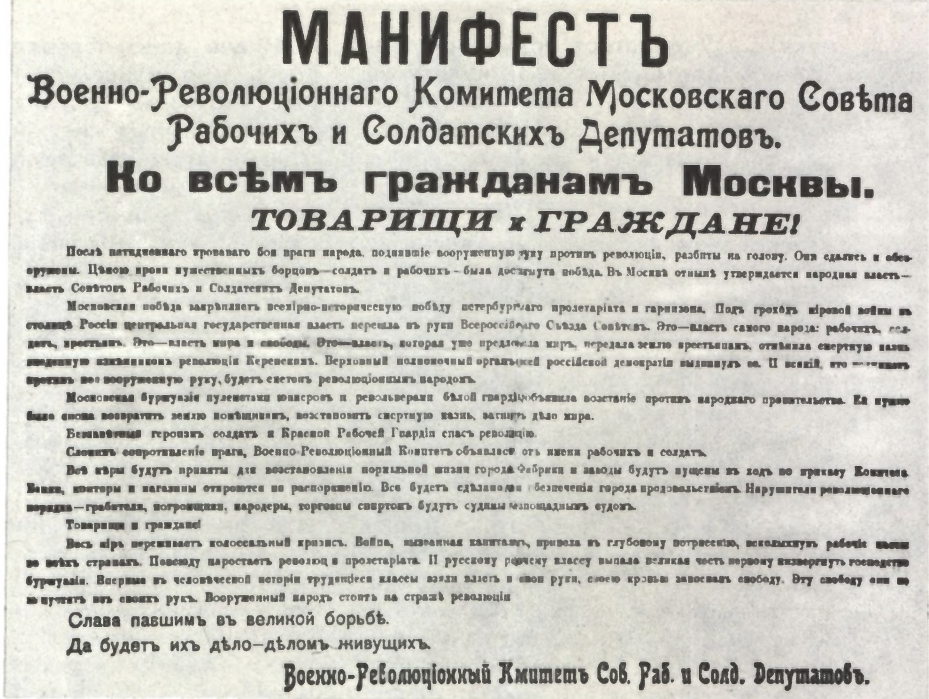 МАНИФЕСТЪ
Военно-Революціоннаго Комитета Московскаго Совѣта
Рабочихъ и Солдатскихъ Депутатовъ.
Ко всѣмъ гражданамъ Москвы.
ТОВАРИЩИ и ГРАЖДАНЕ!
Послѣ пятидневнаго кроваваго боя враги народа, поднявшіе вооруженную руку противъ революціи, разбиты на голову. Они сдались и обез-
оружены. Цѣною крови мужественныхъ борцовъ—солдатъ и рабочихъ—была достигнута побѣда. Въ Москвѣ отнынѣ утверждается народная власть—
власть Совѣтовъ Рабочихъ и Солдатскихъ Депутатовъ.
Московская побѣда закрѣпляетъ всемірно-историческую побѣду петербургскаго пролетаріата и гарнизона. Подъ грохотъ міровой войны въ
столицѣ Россіи центральная государственная власть перешла въ руки Всероссійскаго Съѣзда Совѣтовъ. Это—власть самого народа: рабочихъ, сол-
датъ, крестьянъ. Это—власть мира и свободы. Это—власть, которая уже предложила миръ, передала землю крестьянамъ, отмѣнила смертную казнь
введенную измѣнникомъ революціи Керенскимъ. Верховный полномочный органъ всей россійской демократіи выдвинулъ ее. И всякій, кто
противъ нее вооруженную руку, будетъ сметенъ революціоннымъ народомъ.
Московская буржуазія пулеметами юнкеровъ и револьверами бѣлой гвардіи объявила возстаніе противъ народнаго правительства. Ей нужно
было снова возвратить землю помѣщикамъ, возстановить смертную казнь, загнать дѣло мира.
Беззавѣтный героизмъ солдатъ и Красной Рабочей Гвардіи спасъ революцію.
Сломивъ сопротивленіе врага, Военно-Революціонный Комитетъ объявляетъ отъ имени рабочихъ и солдатъ.
Всѣ мѣры будутъ приняты для возстановленія нормальной жизни города. Фабрики и заводы будутъ пущены въ ходъ по приказу Комитета.
Банки, конторы и магазины откроются по распоряженію. Все будетъ сдѣлано для обезпеченія города продовольствіемъ. Нарушители революціоннаго
порядка—грабители, погромщики, мародеры, торговцы спиртомъ будутъ судимы безпощаднымъ судомъ.
Товарищи и граждане!
Весь міръ переживаетъ колоссальный кризисъ. Война, вызванная капиталомъ, привела къ глубокому потрясенію, всколыхнувъ рабочія массы
во всѣхъ странахъ. Повсюду наростаетъ революція пролетаріата. И русскому рабочему классу выпала великая честь первому низвергнуть господство
буржуазіи. Впервые въ человѣческой исторіи трудящіеся классы взяли власть въ свои руки, своею кровью завоевавъ свободу. Эту свободу они не
выпустятъ изъ своихъ рукъ. Вооруженный народъ стоитъ на стражѣ революціи
Слава павшимъ въ великой борьбѣ.
Да будетъ ихъ дѣло—дѣломъ живущихъ.
Военно-Революціонный Кмитетъ Сов. Раб. и Солд. Депутатовъ.